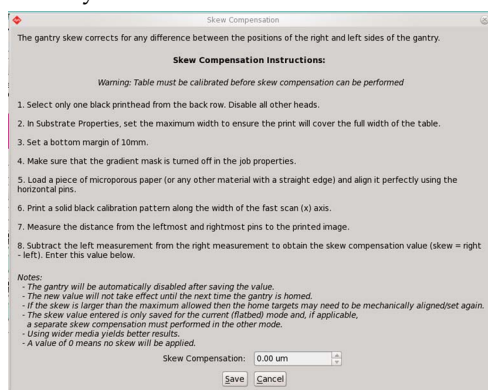 Skew Compensation
The gantry skew corrects for any difference between the positions of the right and left sides of the gantry.
Skew Compensation Instructions:
Warning: Table must be calibrated before skew compensation can be performed
1. Select only one black printhead from the back row. Disable all other heads.
2. In Substrate Properties, set the maximum width to ensure the print will cover the full width of the table.
3. Set a bottom margin of 10mm.
4. Make sure that the gradient mask is turned off in the job properties.
5. Load a piece of microporous paper (or any other material with a straight edge) and align it perfectly using the
horizontal pins.
6. Print a solid black calibration pattern along the width of the fast scan (x) axis.
7. Measure the distance from the leftmost and rightmost pins to the printed image.
8. Subtract the left measurement from the right measurement to obtain the skew compensation value (skew = right
- left). Enter this value below.
Notes:
- The gantry will be automatically disabled after saving the value.
- The new value will not take effect until the next time the gantry is homed.
- If the skew is larger than the maximum allowed then the home targets may need to be mechanically aligned/set again.
- The skew value entered is only saved for the current (flatbed) mode and, if applicable,
a separate skew compensation must performed in the other mode.
- Using wider media yields better results.
- A value of 0 means no skew will be applied.
Skew Compensation: 0.00 um
Save Cancel